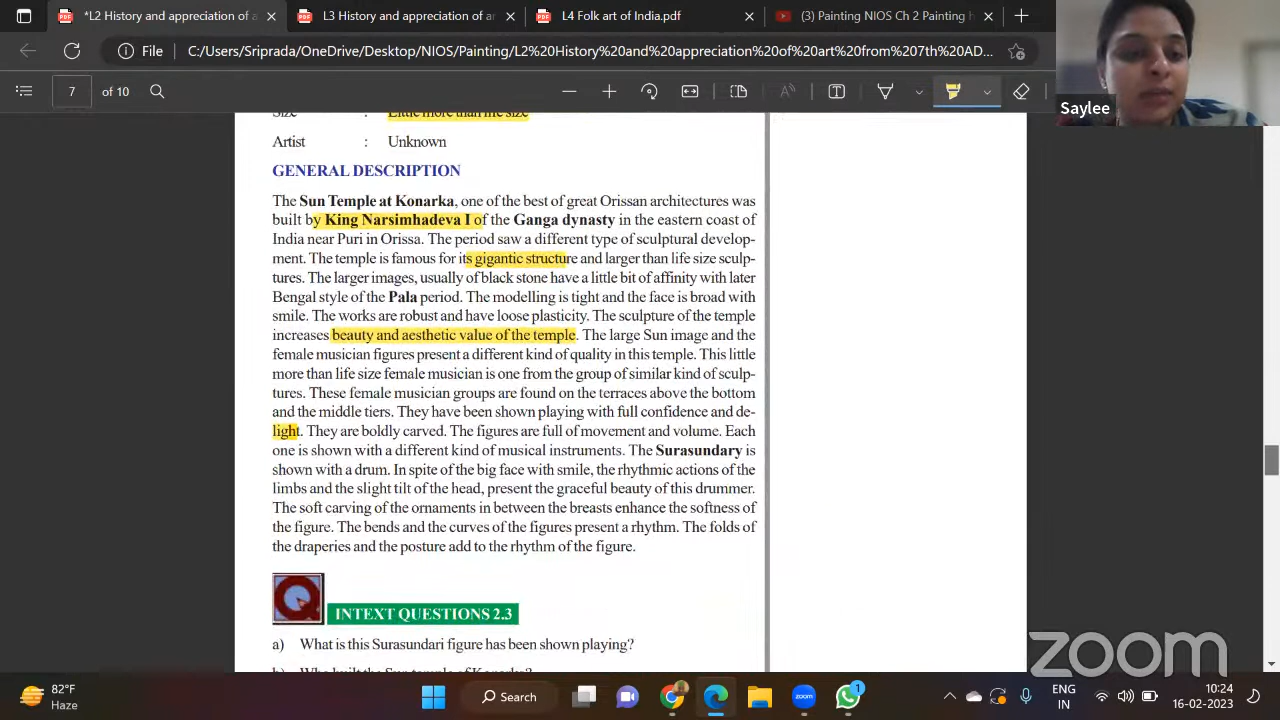 *L2 History and appreciation of a
L3 History and appreciation of a
L4 Folk art of India.pdf
(3) Painting NIOS Ch 2 Painting h
File
C:/Users/Sriprada/OneDrive/Desktop/NIOS/Painting/L2%20History%20and%20appreciation%20of%20art%20from%207th%20AD...
7 of 10
Saylee
Size : Little more than life size
Artist : Unknown
GENERAL DESCRIPTION
The Sun Temple at Konarka, one of the best of great Orissan architectures was
built by King Narsimhadeva I of the Ganga dynasty in the eastern coast of
India near Puri in Orissa. The period saw a different type of sculptural develop-
ment. The temple is famous for its gigantic structure and larger than life size sculp-
tures. The larger images, usually of black stone have a little bit of affinity with later
Bengal style of the Pala period. The modelling is tight and the face is broad with
smile. The works are robust and have loose plasticity. The sculpture of the temple
increases beauty and aesthetic value of the temple. The large Sun image and the
female musician figures present a different kind of quality in this temple. This little
more than life size female musician is one from the group of similar kind of sculp-
tures. These female musician groups are found on the terraces above the bottom
and the middle tiers. They have been shown playing with full confidence and de-
light. They are boldly carved. The figures are full of movement and volume. Each
one is shown with a different kind of musical instruments. The Surasundary is
shown with a drum. In spite of the big face with smile, the rhythmic actions of the
limbs and the slight tilt of the head, present the graceful beauty of this drummer.
The soft carving of the ornaments in between the breasts enhance the softness of
the figure. The bends and the curves of the figures present a rhythm. The folds of
the draperies and the posture add to the rhythm of the figure.
INTEXT QUESTIONS 2.3
a) What is this Surasundari figure has been shown playing?
b) Who built the Sun temple of Konarka?
zoom
82°F
Haze
Search
zoom
1
ENG
IN
10:24
16-02-2023